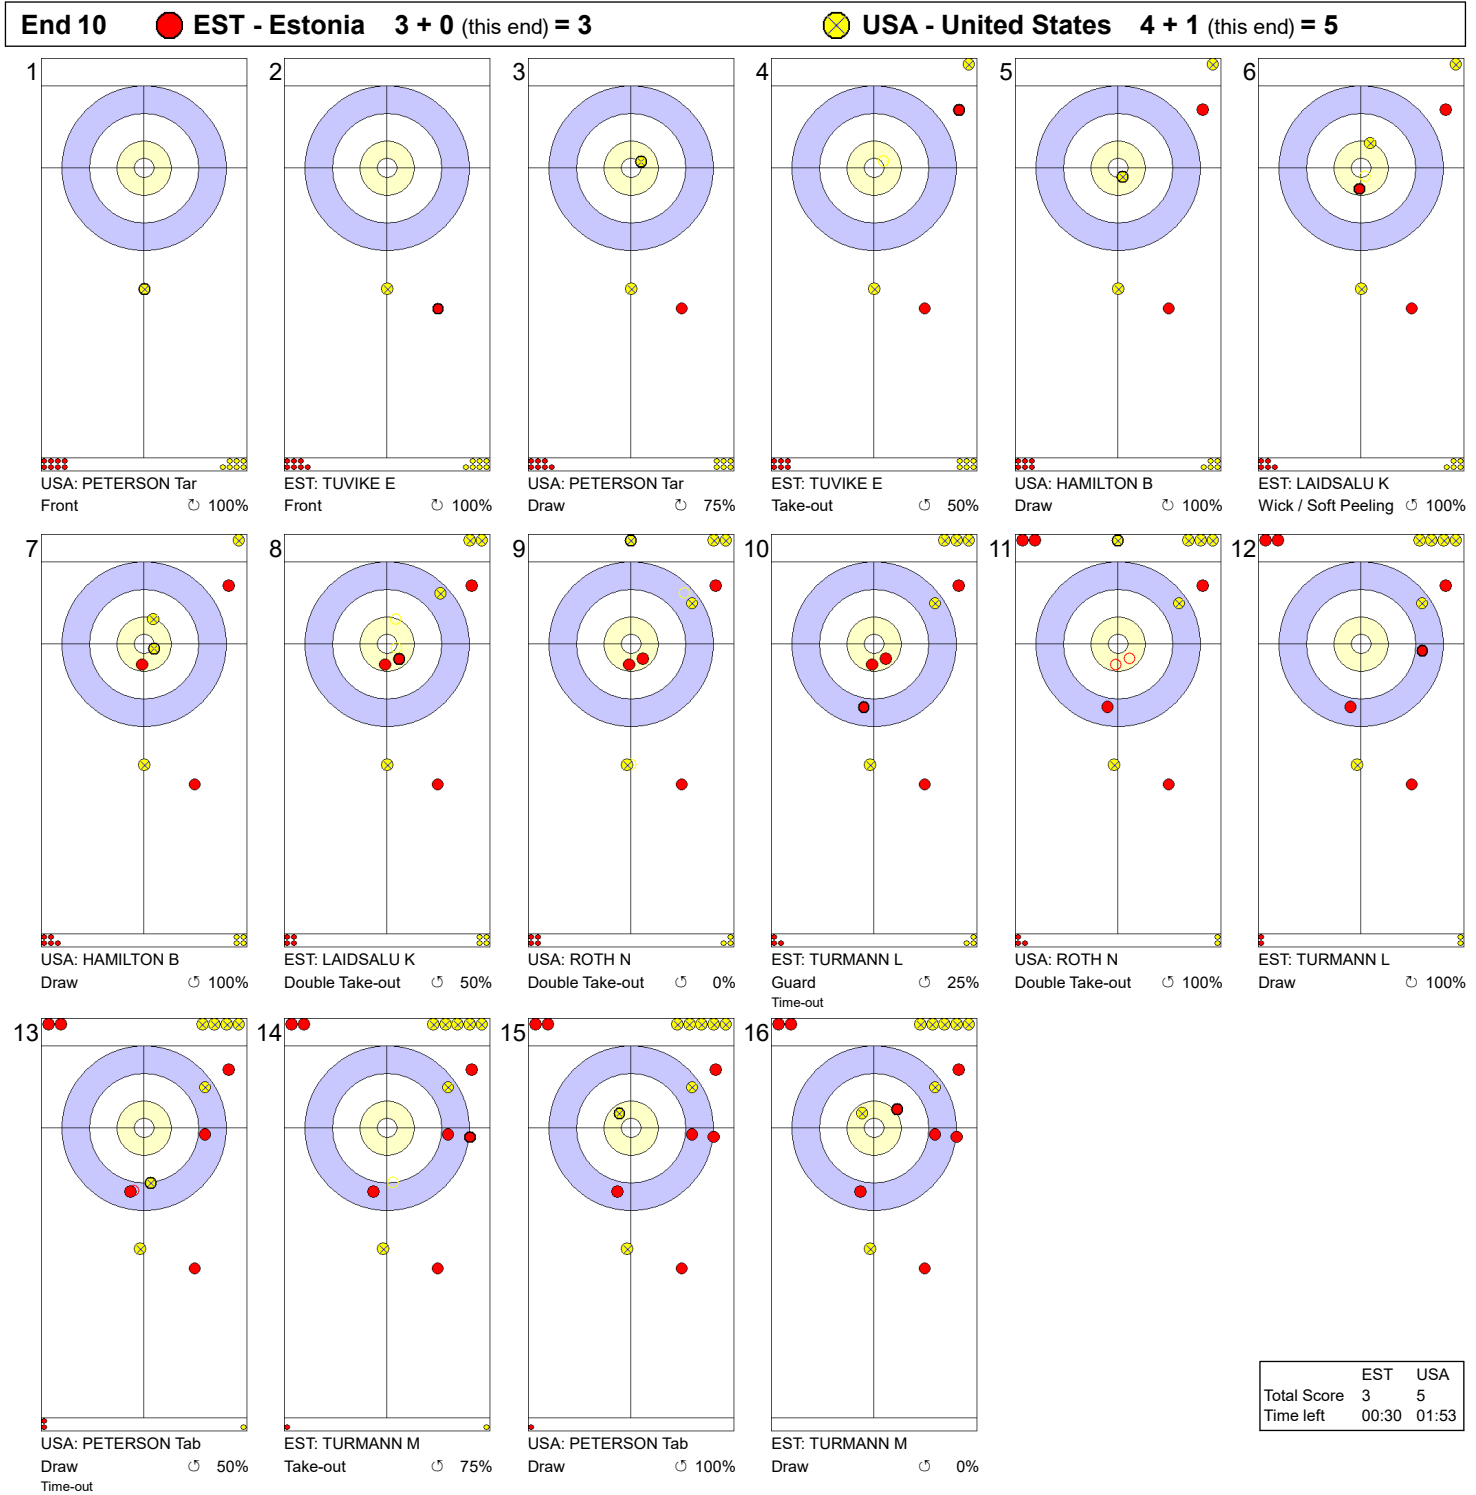 End 10 EST - Estonia 3 + 0 (this end) = 3 USA - United States 4 + 1 (this end) = 5
1 2 3 4 5 6
USA: PETERSON Tar EST: TUVIKE E USA: PETERSON Tar EST: TUVIKE E USA: HAMILTON B EST: LAIDSALU K
Front ↻ 100% Front ↻ 100% Draw ↻ 75% Take-out ↺ 50% Draw ↻ 100% Wick / Soft Peeling ↺ 100%
7 8 9 10 11 12
USA: HAMILTON B EST: LAIDSALU K USA: ROTH N EST: TURMANN L USA: ROTH N EST: TURMANN L
Draw ↺ 100% Double Take-out ↺ 50% Double Take-out ↺ 0% Guard ↺ 25% Double Take-out ↺ 100% Draw ↻ 100%
Time-out
13 14 15 16
EST USA
Total Score 3 5
Time left 00:30 01:53
USA: PETERSON Tab EST: TURMANN M USA: PETERSON Tab EST: TURMANN M
Draw ↺ 50% Take-out ↺ 75% Draw ↺ 100% Draw ↺ 0%
Time-out